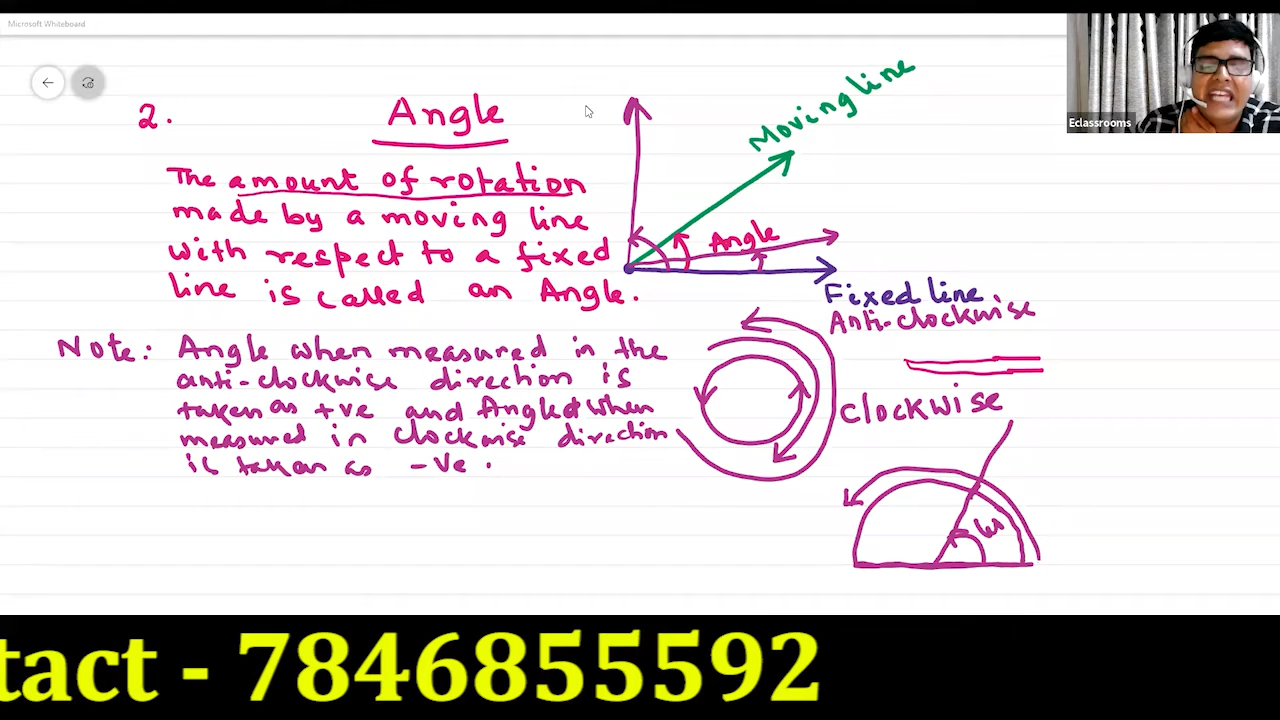 Microsoft Whiteboard
Eclassrooms
2.
Angle
The amount of rotation
made by a moving line
with respect to a fixed
line is called an Angle.
Moving line
Angle
Fixed line
Anti-clockwise
Clockwise
Note: Angle when measured in the
anti-clockwise direction is
taken as +ve and Angle when
measured in clockwise direction
is taken as -ve.
tact - 7846855592